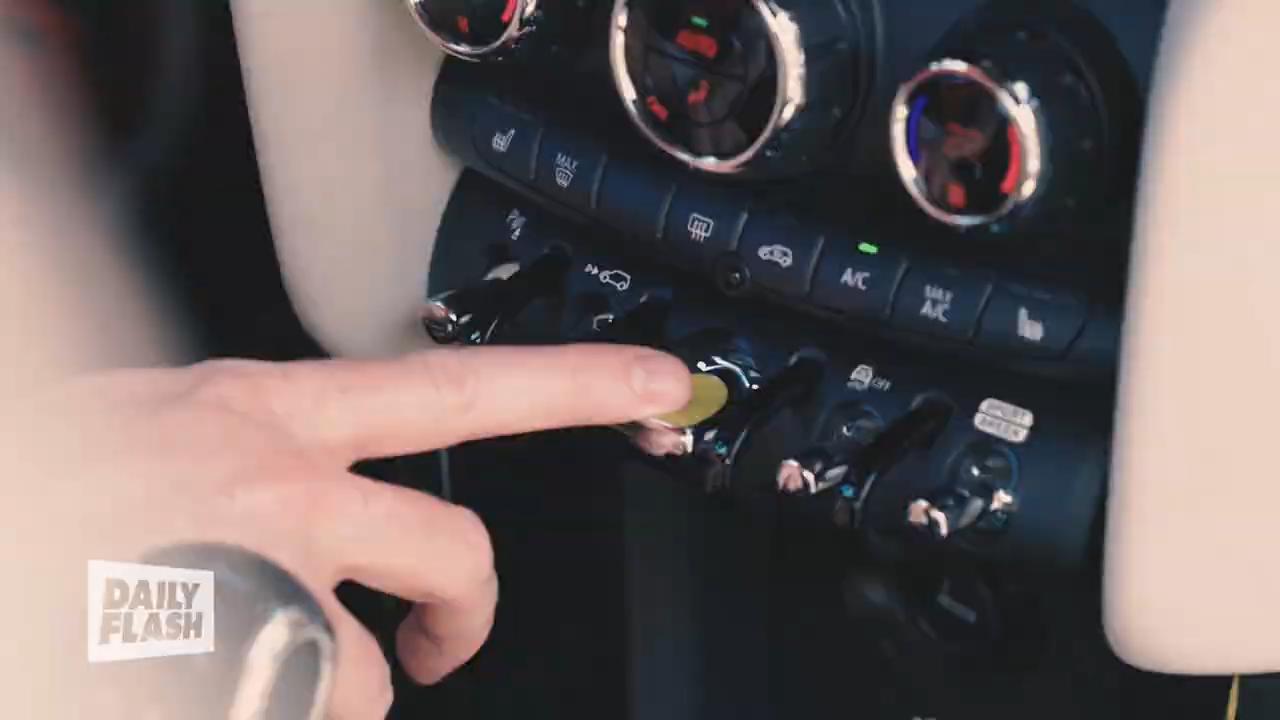 MAX
A/C
MAX
A/C
OFF
SPORT
GREEN
DAILY
FLASH